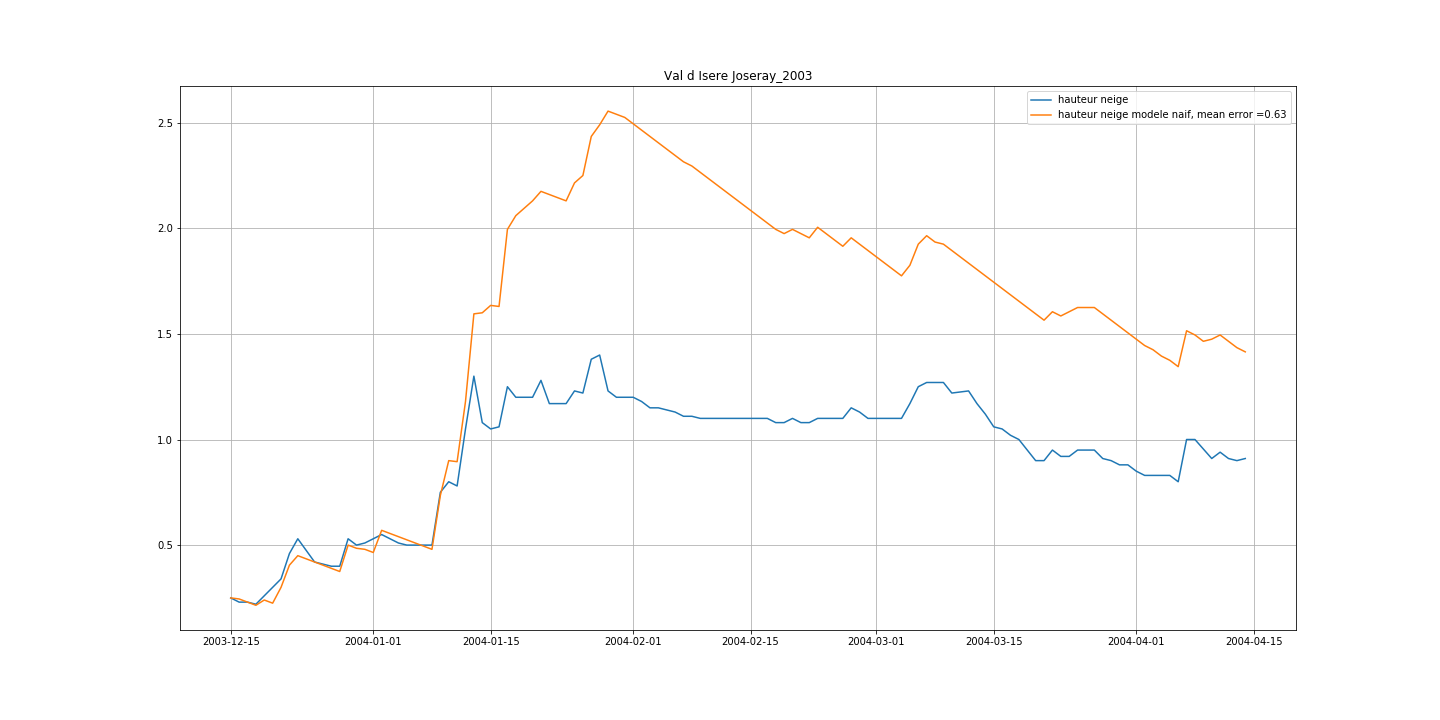 Val d Isere Joseray_2003
hauteur neige
hauteur neige modele naif, mean error =0.63
2.5
2.0
1.5
1.0
0.5
2003-12-15 2004-01-01 2004-01-15 2004-02-01 2004-02-15 2004-03-01 2004-03-15 2004-04-01 2004-04-15